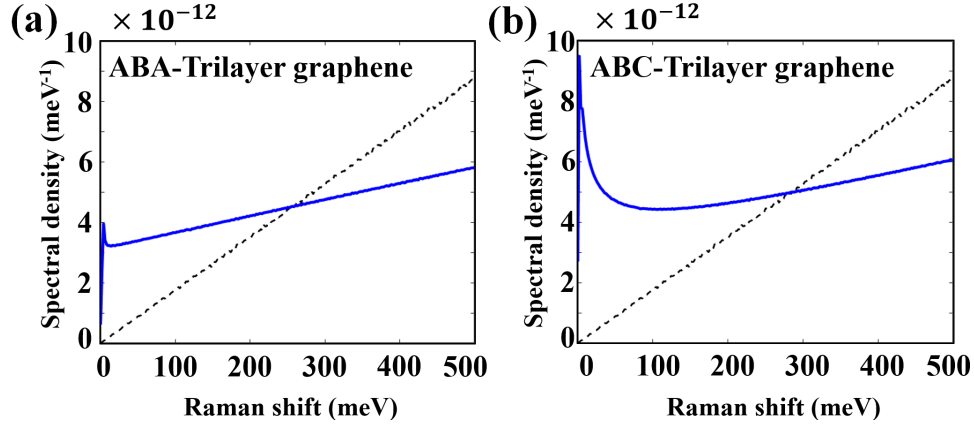 (a)
× 10⁻¹²
ABA-Trilayer graphene
Spectral density (meV⁻¹)
10
8
6
4
2
0
0 100 200 300 400 500
Raman shift (meV)
(b)
× 10⁻¹²
ABC-Trilayer graphene
Spectral density (meV⁻¹)
10
8
6
4
2
0
0 100 200 300 400 500
Raman shift (meV)